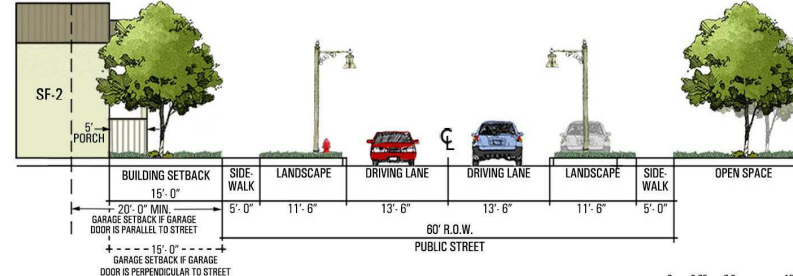 SF-2
5'
PORCH
℄
BUILDING SETBACK
SIDE-
WALK
LANDSCAPE
DRIVING LANE
DRIVING LANE
LANDSCAPE
SIDE-
WALK
OPEN SPACE
15'- 0"
20'- 0" MIN.
GARAGE SETBACK IF GARAGE
DOOR IS PARALLEL TO STREET
5'- 0"
11'- 6"
13'- 6"
13'- 6"
11'- 6"
5'- 0"
60' R.O.W.
PUBLIC STREET
15'- 0"
GARAGE SETBACK IF GARAGE
DOOR IS PERPENDICULAR TO STREET